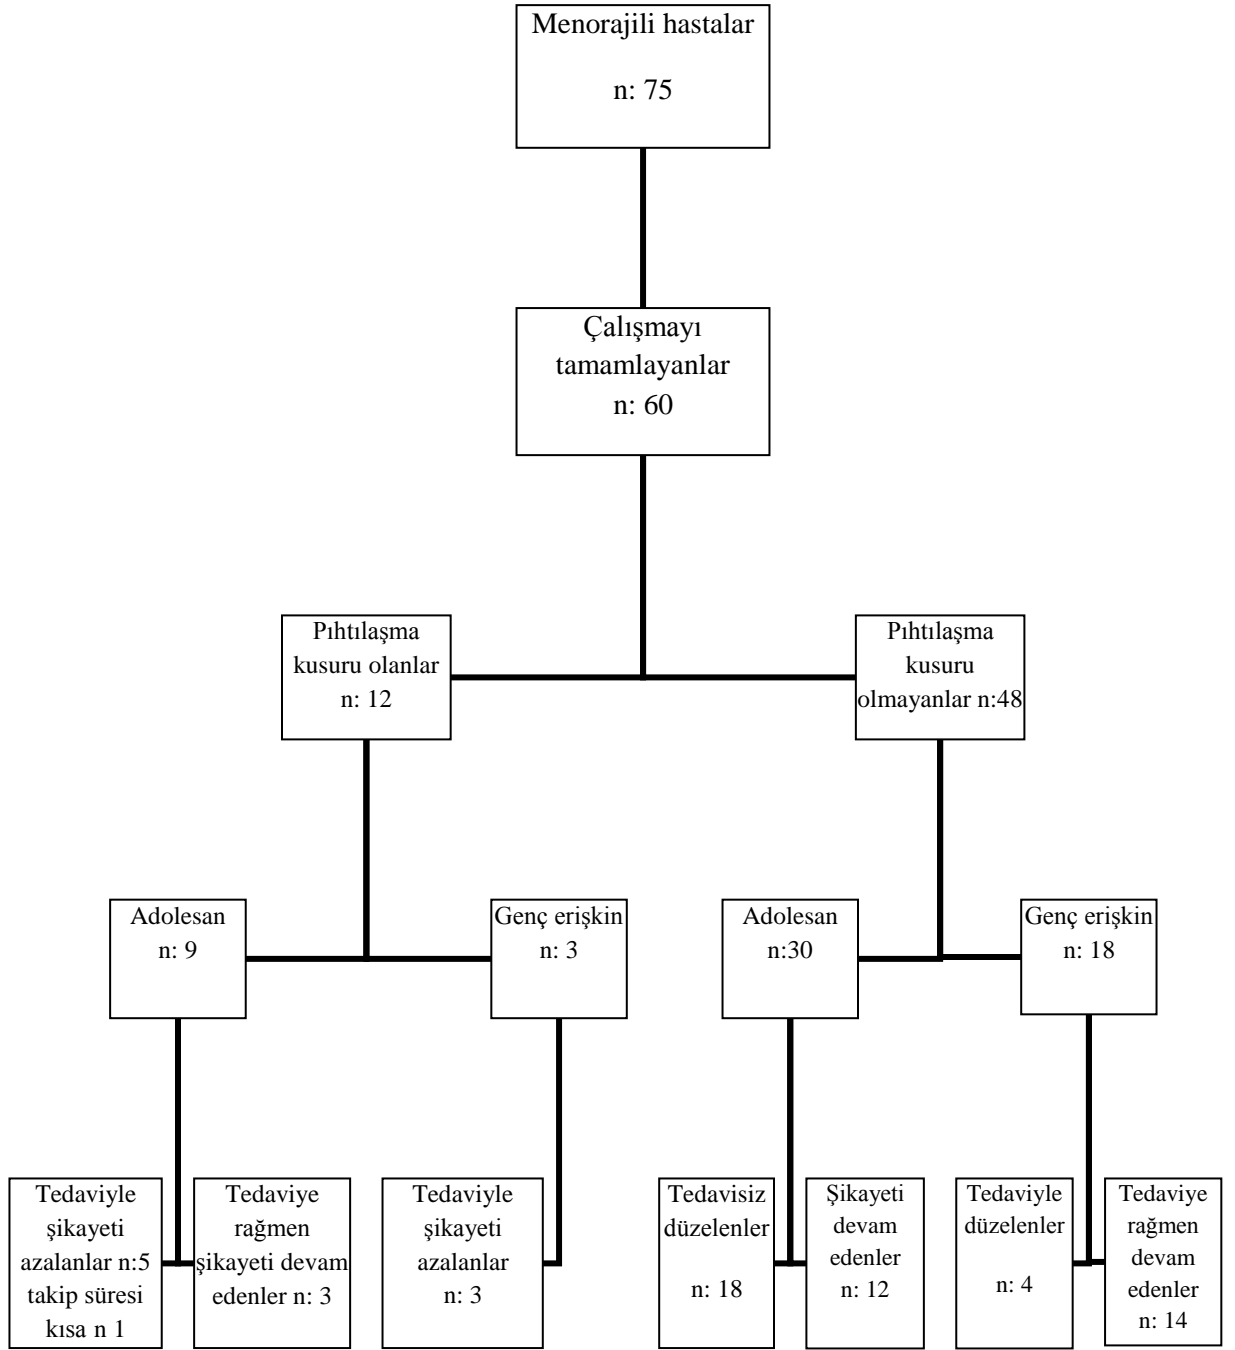 Menorajili hastalar
n: 75
Çalışmayı
tamamlayanlar
n: 60
Pıhtılaşma
kusuru olanlar
n: 12
Pıhtılaşma
kusuru
olmayanlar n:48
Adolesan
n: 9
Genç erişkin
n: 3
Adolesan
n:30
Genç erişkin
n: 18
Tedaviyle
şikayeti
azalanlar n:5
takip süresi
kısa n 1
Tedaviye
rağmen
şikayeti devam
edenler n: 3
Tedaviyle
şikayeti
azalanlar
n: 3
Tedavisiz
düzelenler
n: 18
Şikayeti
devam
edenler
n: 12
Tedaviyle
düzelenler
n: 4
Tedaviye
rağmen
devam
edenler
n: 14